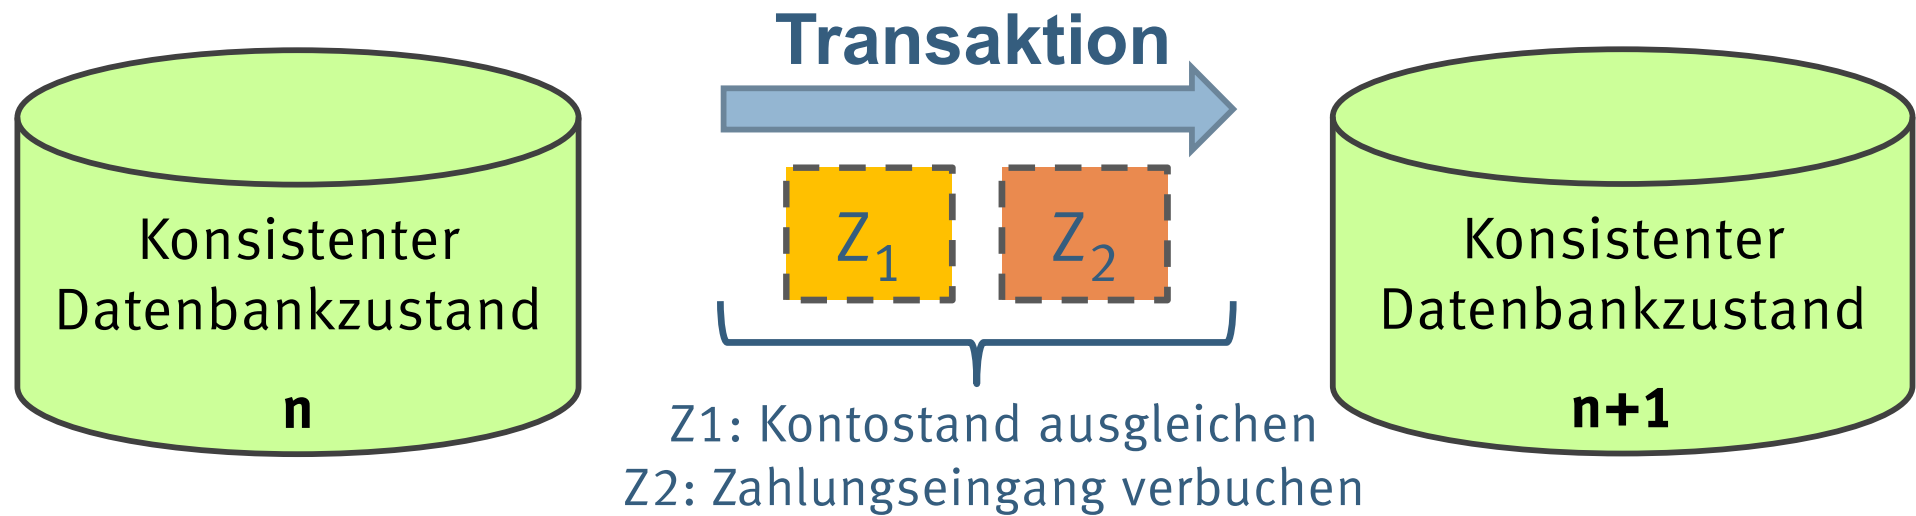 Transaktion
Konsistenter
Datenbankzustand
n
Z1
Z2
Z1: Kontostand ausgleichen
Z2: Zahlungseingang verbuchen
Konsistenter
Datenbankzustand
n+1